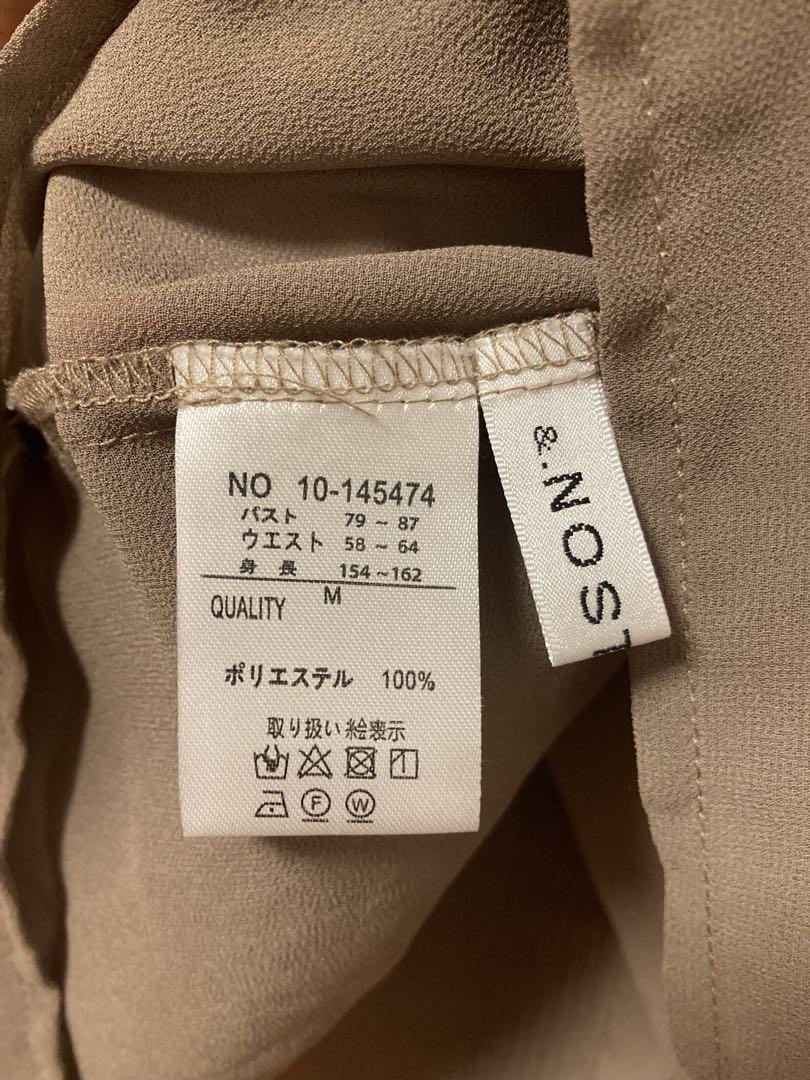 NO 10-145474
バスト 79 ~ 87
ウエスト 58 ~ 64
身長 154 ~ 162
M
QUALITY
ポリエステル 100%
取り扱い絵表示
F W
&.NOST